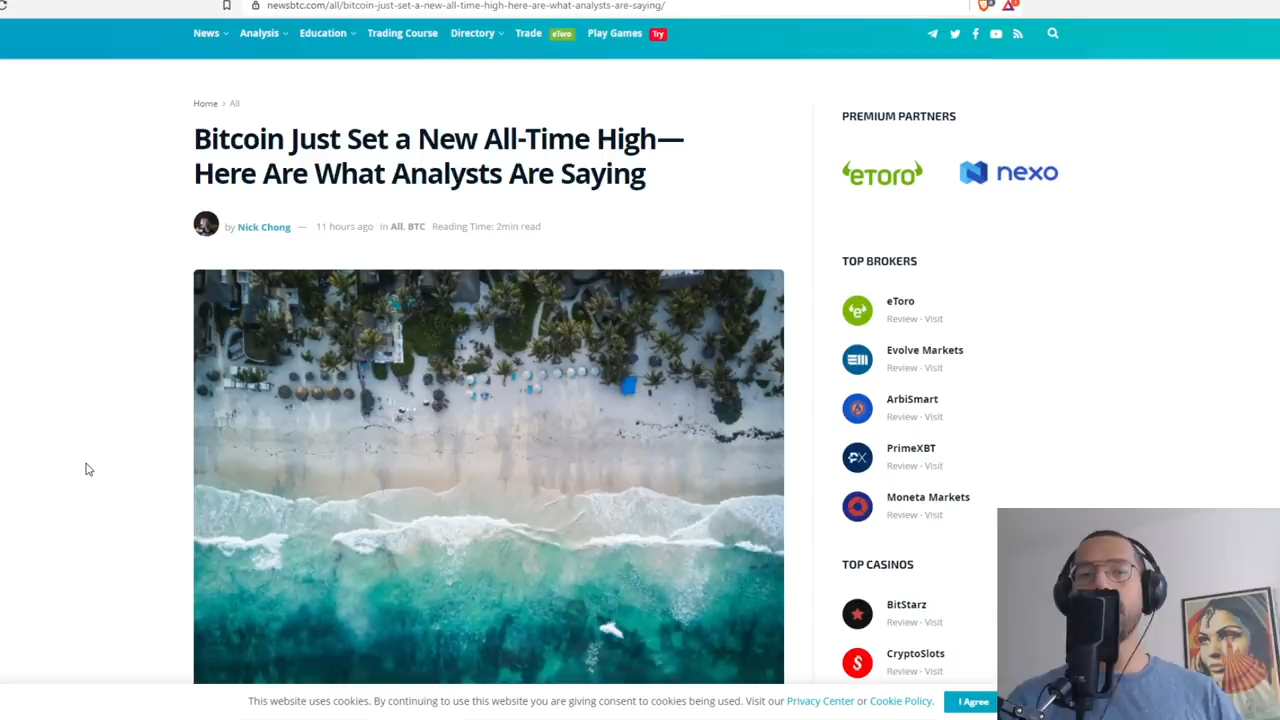 newsbtc.com/all/bitcoin-just-set-a-new-all-time-high-here-are-what-analysts-are-saying/
News Analysis Education Trading Course Directory Trade eToro Play Games Try
Home › All
Bitcoin Just Set a New All-Time High—
Here Are What Analysts Are Saying
by Nick Chong — 11 hours ago in All, BTC Reading Time: 2min read
PREMIUM PARTNERS
eToro nexo
TOP BROKERS
eToro
Review · Visit
Evolve Markets
Review · Visit
ArbiSmart
Review · Visit
PrimeXBT
Review · Visit
Moneta Markets
Review · Visit
TOP CASINOS
BitStarz
Review · Visit
CryptoSlots
Review · Visit
This website uses cookies. By continuing to use this website you are giving consent to cookies being used. Visit our Privacy Center or Cookie Policy. I Agree